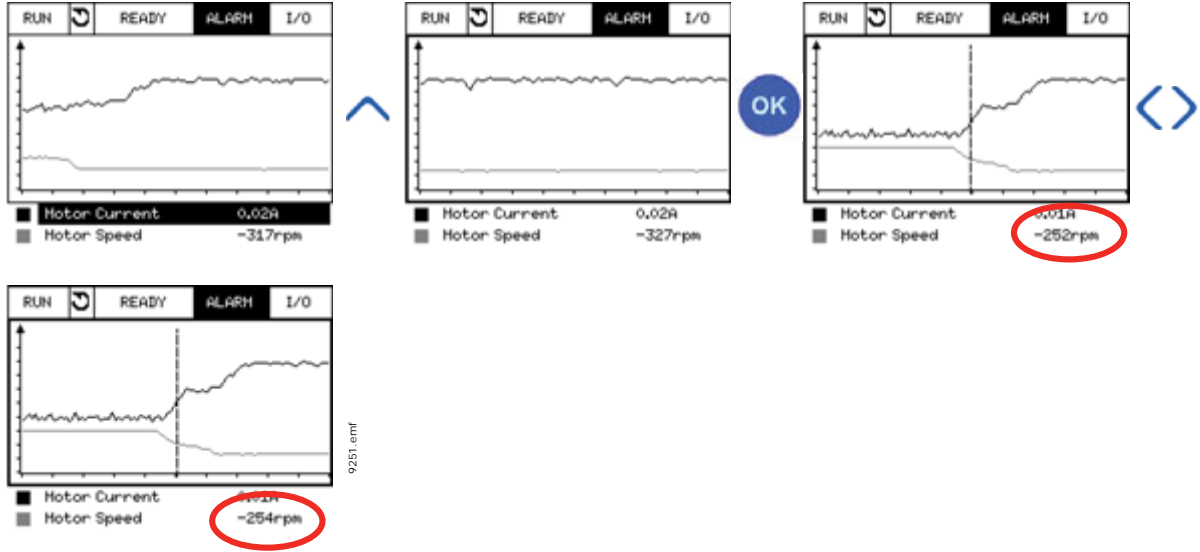 RUN READY ALARM I/O
Motor Current 0.02A
Motor Speed -317rpm
RUN READY ALARM I/O
Motor Current 0.02A
Motor Speed -327rpm
OK
RUN READY ALARM I/O
Motor Current 0.01A
Motor Speed -252rpm
RUN READY ALARM I/O
Motor Current 0.01A
Motor Speed -254rpm
9251.emf